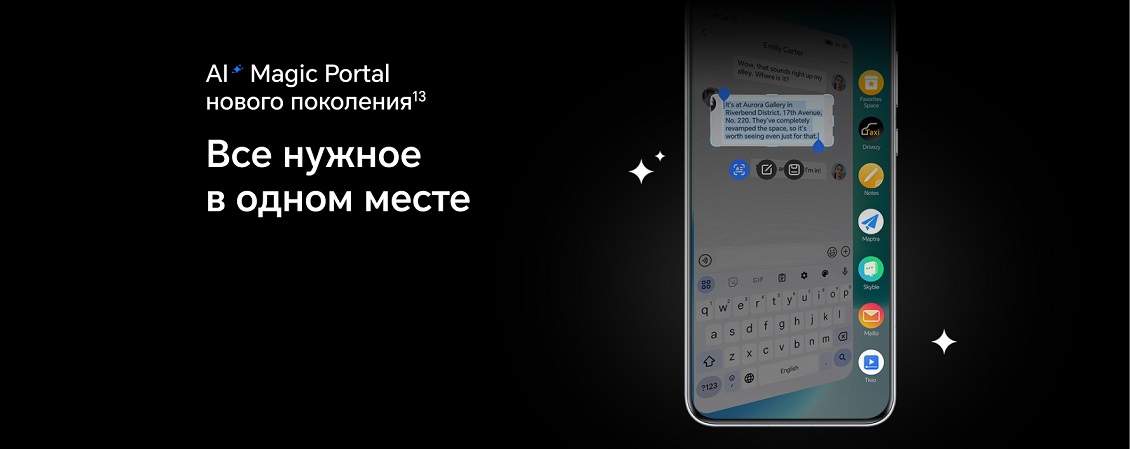 AI Magic Portal
нового поколения13
Все нужное
в одном месте
Emily Carter
Wow, that sounds right up my
alley. Where is it?
It's at Aurora Gallery in
Riverbend District, 17th Avenue,
No. 220. They've completely
revamped the space, so it's
worth seeing even just for that.
I'm in!
GIF
q w e r t y u i o p
a s d f g h j k l
z x c v b n m
?123
English
Favorites
Space
Taxi
Notes
Maptra
Skyble
Mailio
Tivio